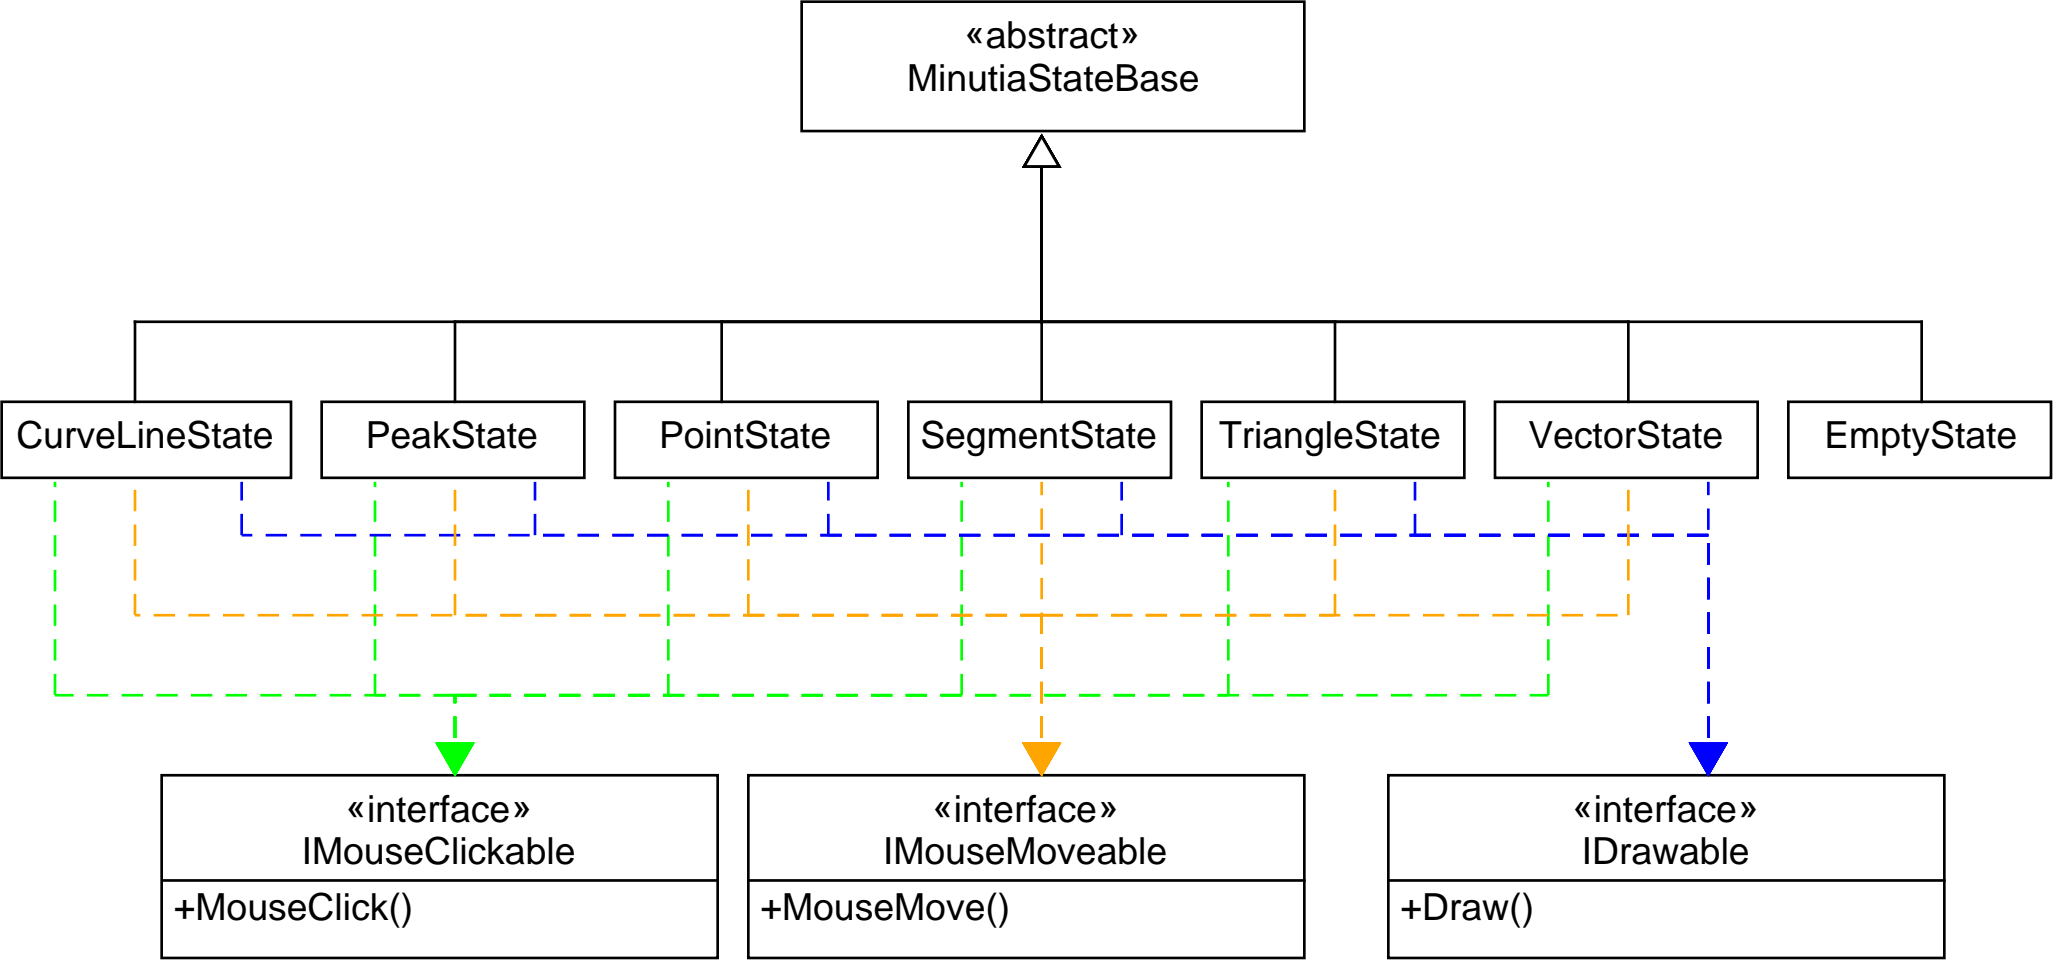 «abstract»
MinutiaStateBase
CurveLineState
PeakState
PointState
SegmentState
TriangleState
VectorState
EmptyState
«interface»
IMouseClickable
+MouseClick()
«interface»
IMouseMoveable
+MouseMove()
«interface»
IDrawable
+Draw()